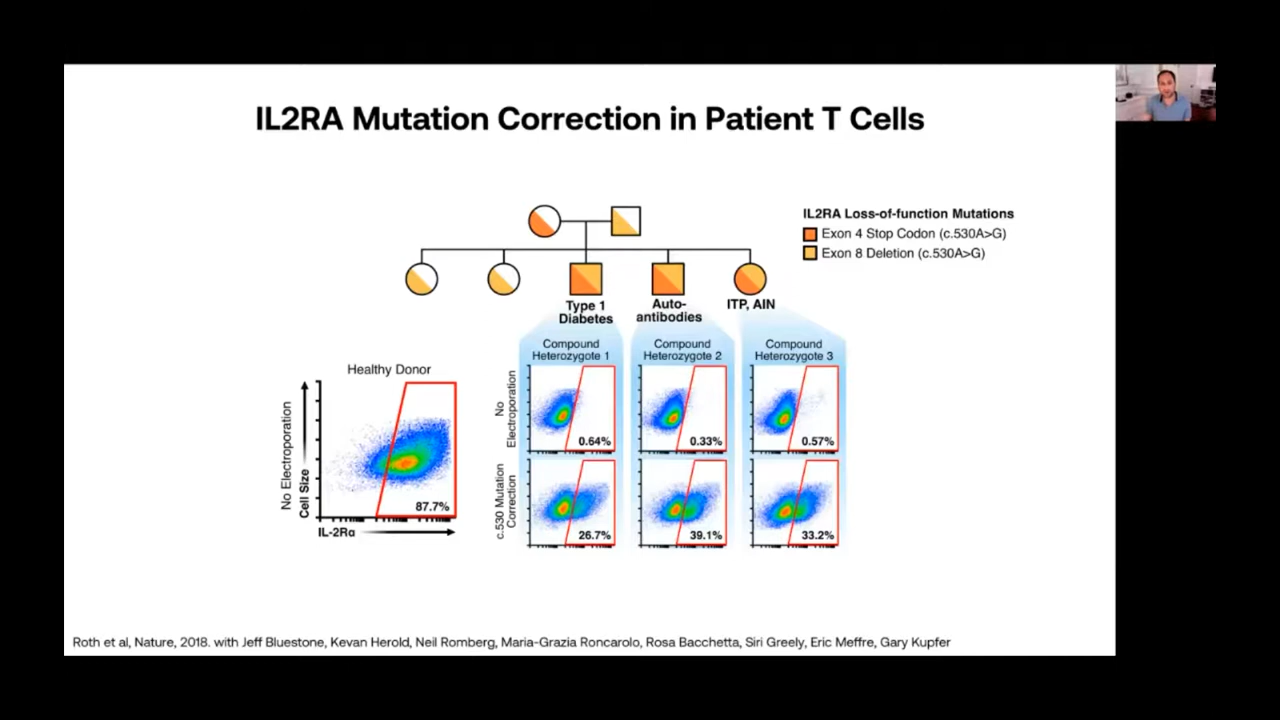 IL2RA Mutation Correction in Patient T Cells
IL2RA Loss-of-function Mutations
Exon 4 Stop Codon (c.530A>G)
Exon 8 Deletion (c.530A>G)
Type 1
Diabetes
Auto-
antibodies
ITP, AIN
Healthy Donor
No Electroporation
Cell Size
87.7%
IL-2Rα
Compound
Heterozygote 1
Compound
Heterozygote 2
Compound
Heterozygote 3
No
Electroporation
0.64%
0.33%
0.57%
c.530 Mutation
Correction
26.7%
39.1%
33.2%
Roth et al, Nature, 2018. with Jeff Bluestone, Kevan Herold, Neil Romberg, Maria-Grazia Roncarolo, Rosa Bacchetta, Siri Greely, Eric Meffre, Gary Kupfer